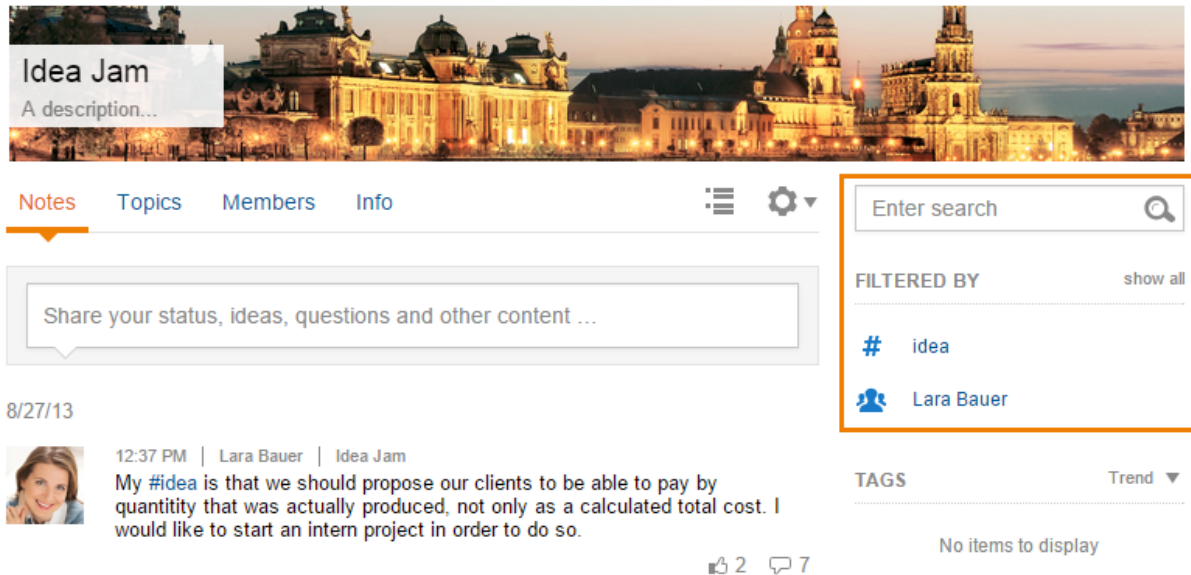 Idea Jam
A description...
Notes Topics Members Info
Enter search
Share your status, ideas, questions and other content ...
FILTERED BY show all
# idea
Lara Bauer
8/27/13
12:37 PM | Lara Bauer | Idea Jam
My #idea is that we should propose our clients to be able to pay by
quantitity that was actually produced, not only as a calculated total cost. I
would like to start an intern project in order to do so.
2 7
TAGS Trend ▼
No items to display